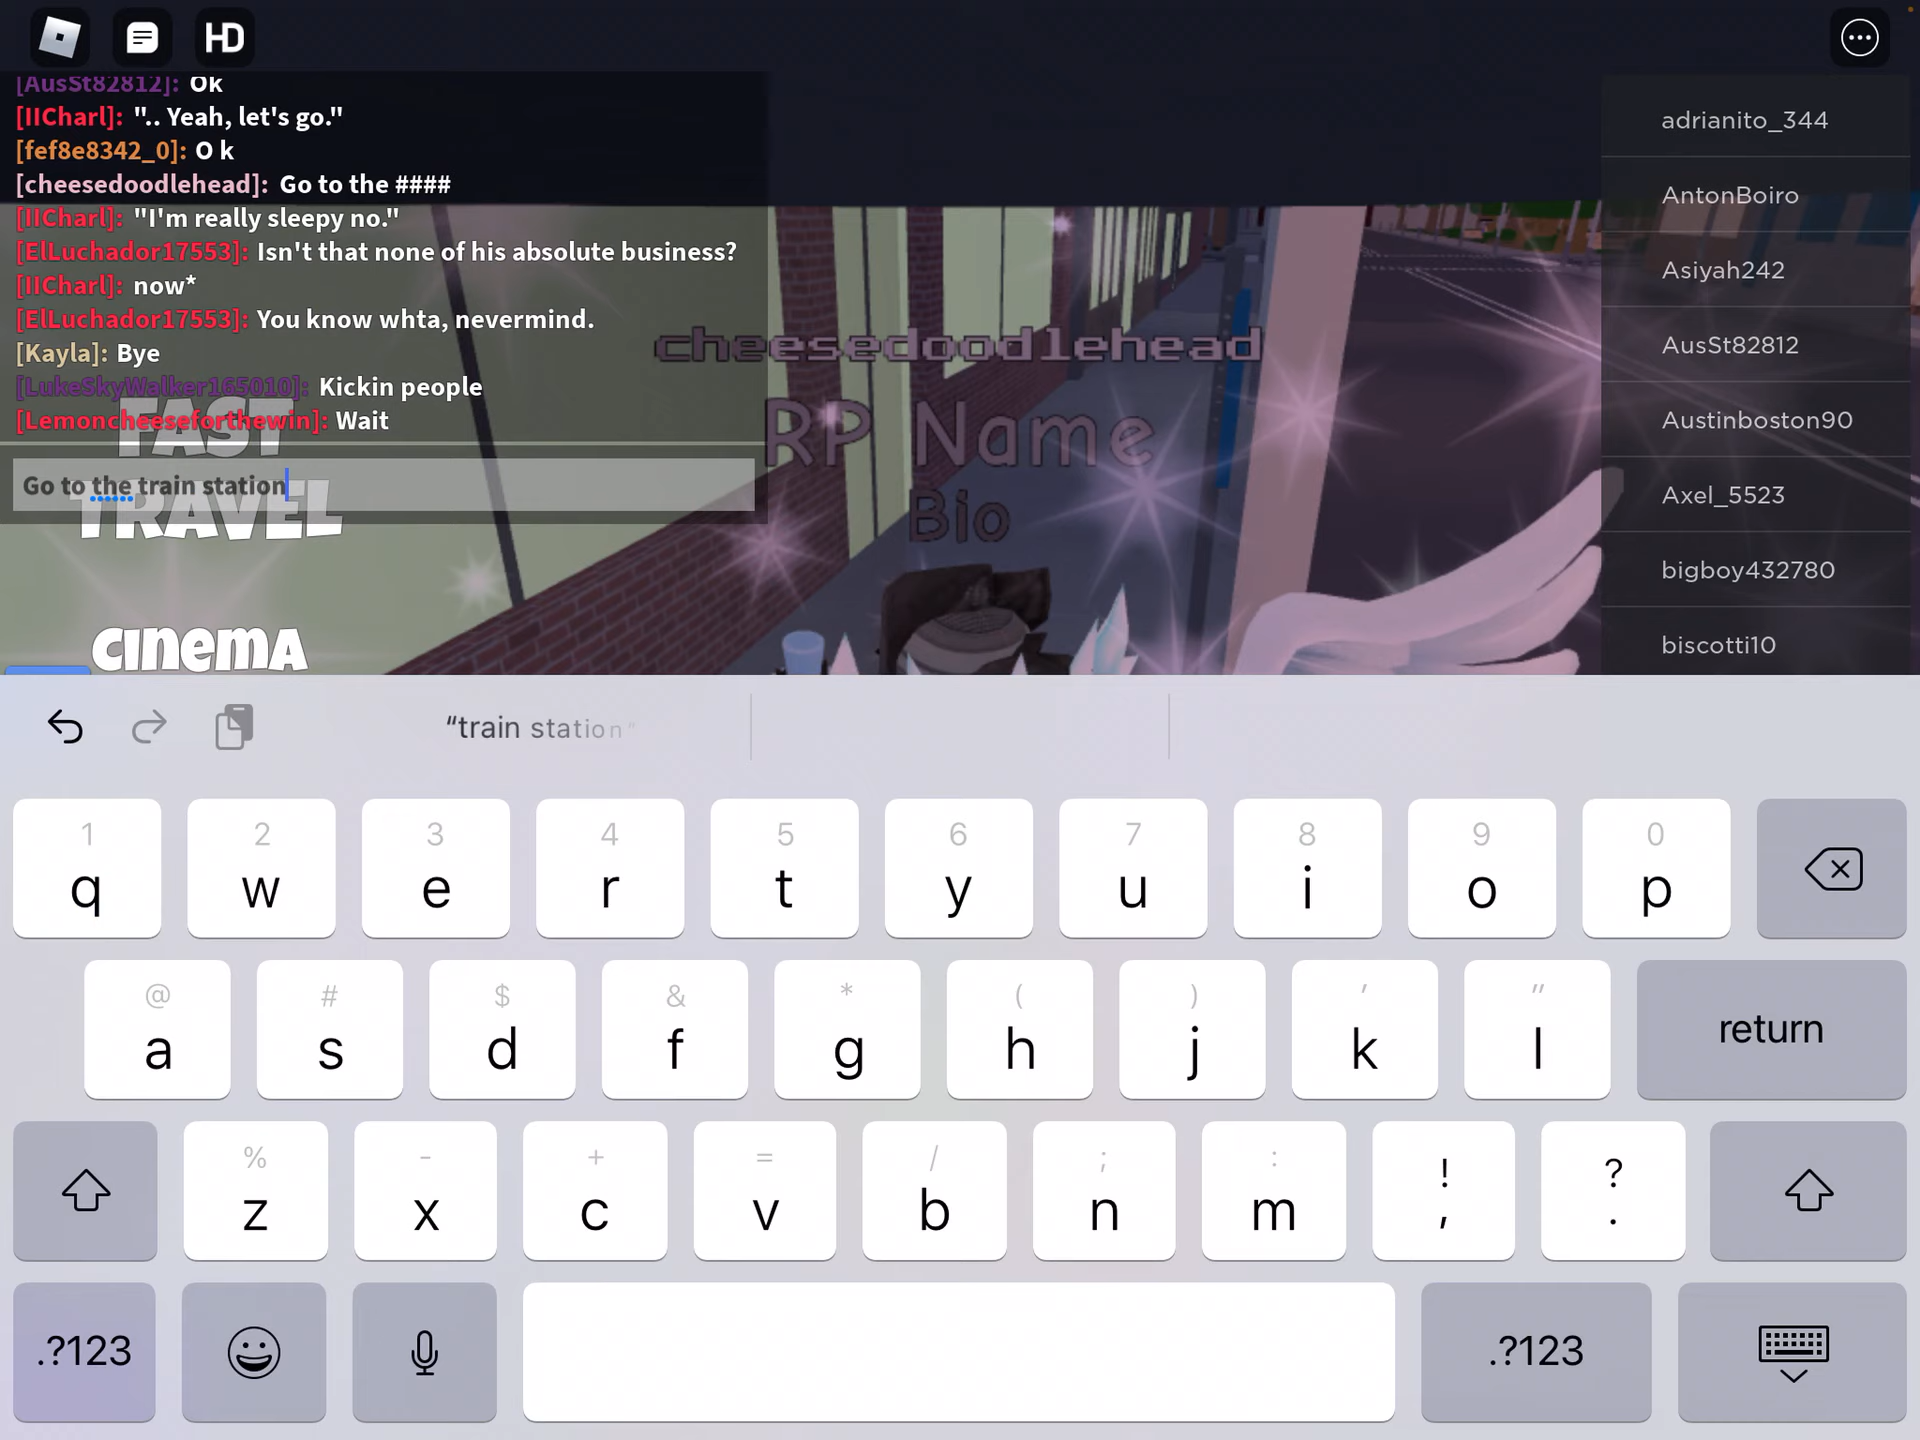 HD
[AusSt82812]: Ok
[IICharl]: ".. Yeah, let's go."
[fef8e8342_0]: O k
[cheesedoodlehead]: Go to the ####
[IICharl]: "I'm really sleepy no."
[ElLuchador17553]: Isn't that none of his absolute business?
[IICharl]: now*
[ElLuchador17553]: You know whta, nevermind.
[Kayla]: Bye
[LukeSkyWalker165010]: Kickin people
[Lemoncheeseforthewin]: Wait
Go to the train station
FAST
TRAVEL
CINEMA
cheesedoodlehead
RP Name
Bio
adrianito_344
AntonBoiro
Asiyah242
AusSt82812
Austinboston90
Axel_5523
bigboy432780
biscotti10
“train station”
1 2 3 4 5 6 7 8 9 0
q w e r t y u i o p
@ # $ & * ( ) ' "
a s d f g h j k l return
% - + = / ; : ! ?
z x c v b n m , .
.?123 .?123